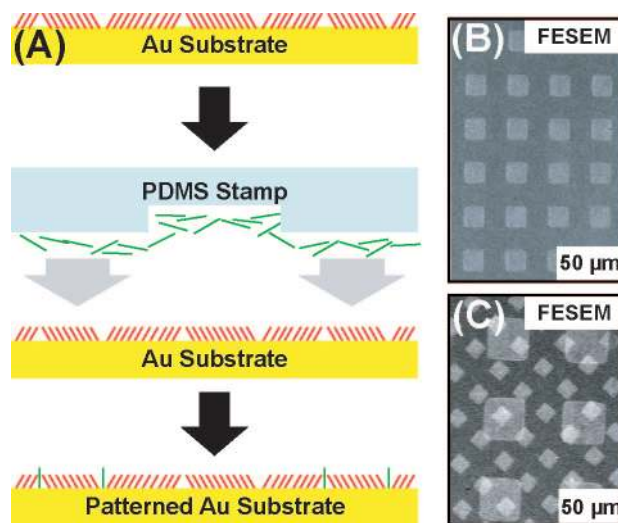 (A)
Au Substrate
PDMS Stamp
Au Substrate
Patterned Au Substrate
(B)
FESEM
50 µm
(C)
FESEM
50 µm